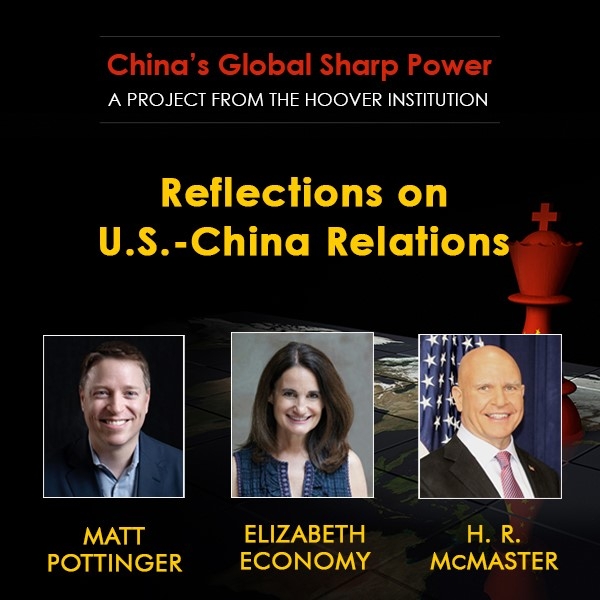 China’s Global Sharp Power
A PROJECT FROM THE HOOVER INSTITUTION
Reflections on
U.S.-China Relations
MATT
POTTINGER
ELIZABETH
ECONOMY
H. R.
McMASTER